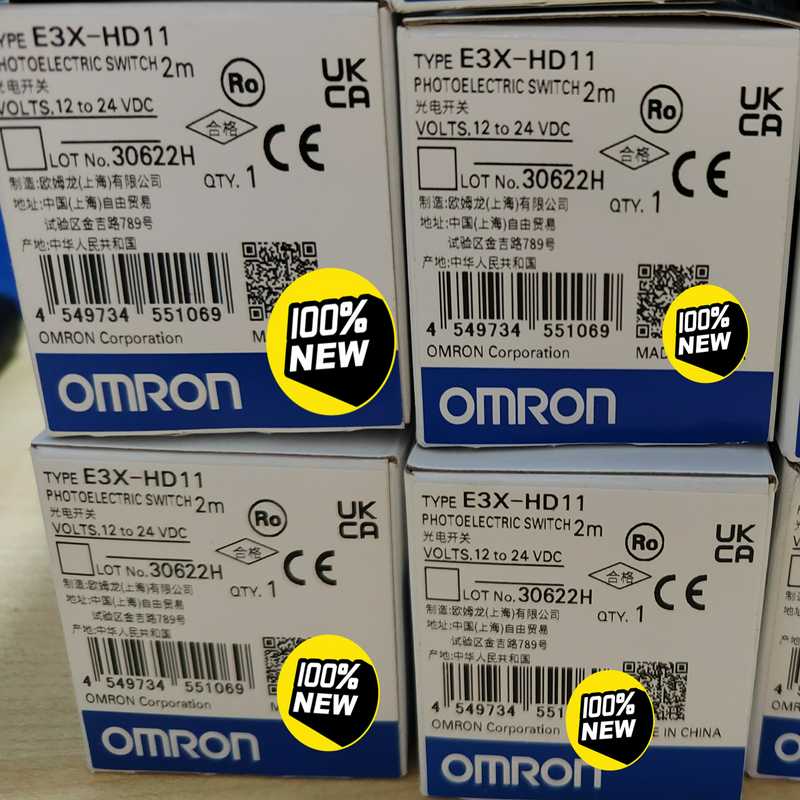 TYPE E3X-HD11
PHOTOELECTRIC SWITCH 2m
光电开关
VOLTS. 12 to 24 VDC
Ro
UK
CA
合格
CE
LOT No. 30622H
制造:欧姆龙(上海)有限公司
QTY. 1
地址:中国(上海)自由贸易
试验区金吉路789号
产地:中华人民共和国
4 549734 551069
OMRON Corporation
100%
NEW
OMRON
TYPE E3X-HD11
PHOTOELECTRIC SWITCH 2m
光电开关
VOLTS. 12 to 24 VDC
Ro
UK
CA
合格
CE
LOT No. 30622H
制造:欧姆龙(上海)有限公司
QTY. 1
地址:中国(上海)自由贸易
试验区金吉路789号
产地:中华人民共和国
4 549734 551069
OMRON Corporation
100%
NEW
OMRON
TYPE E3X-HD11
PHOTOELECTRIC SWITCH 2m
光电开关
VOLTS. 12 to 24 VDC
Ro
UK
CA
合格
CE
LOT No. 30622H
制造:欧姆龙(上海)有限公司
QTY. 1
地址:中国(上海)自由贸易
试验区金吉路789号
产地:中华人民共和国
4 549734 551069
OMRON Corporation
100%
NEW
OMRON
TYPE E3X-HD11
PHOTOELECTRIC SWITCH 2m
光电开关
VOLTS. 12 to 24 VDC
Ro
UK
CA
合格
CE
LOT No. 30622H
制造:欧姆龙(上海)有限公司
QTY. 1
地址:中国(上海)自由贸易
试验区金吉路789号
产地:中华人民共和国
4 549734 551
OMRON Corporation
E IN CHINA
100%
NEW
OMRON